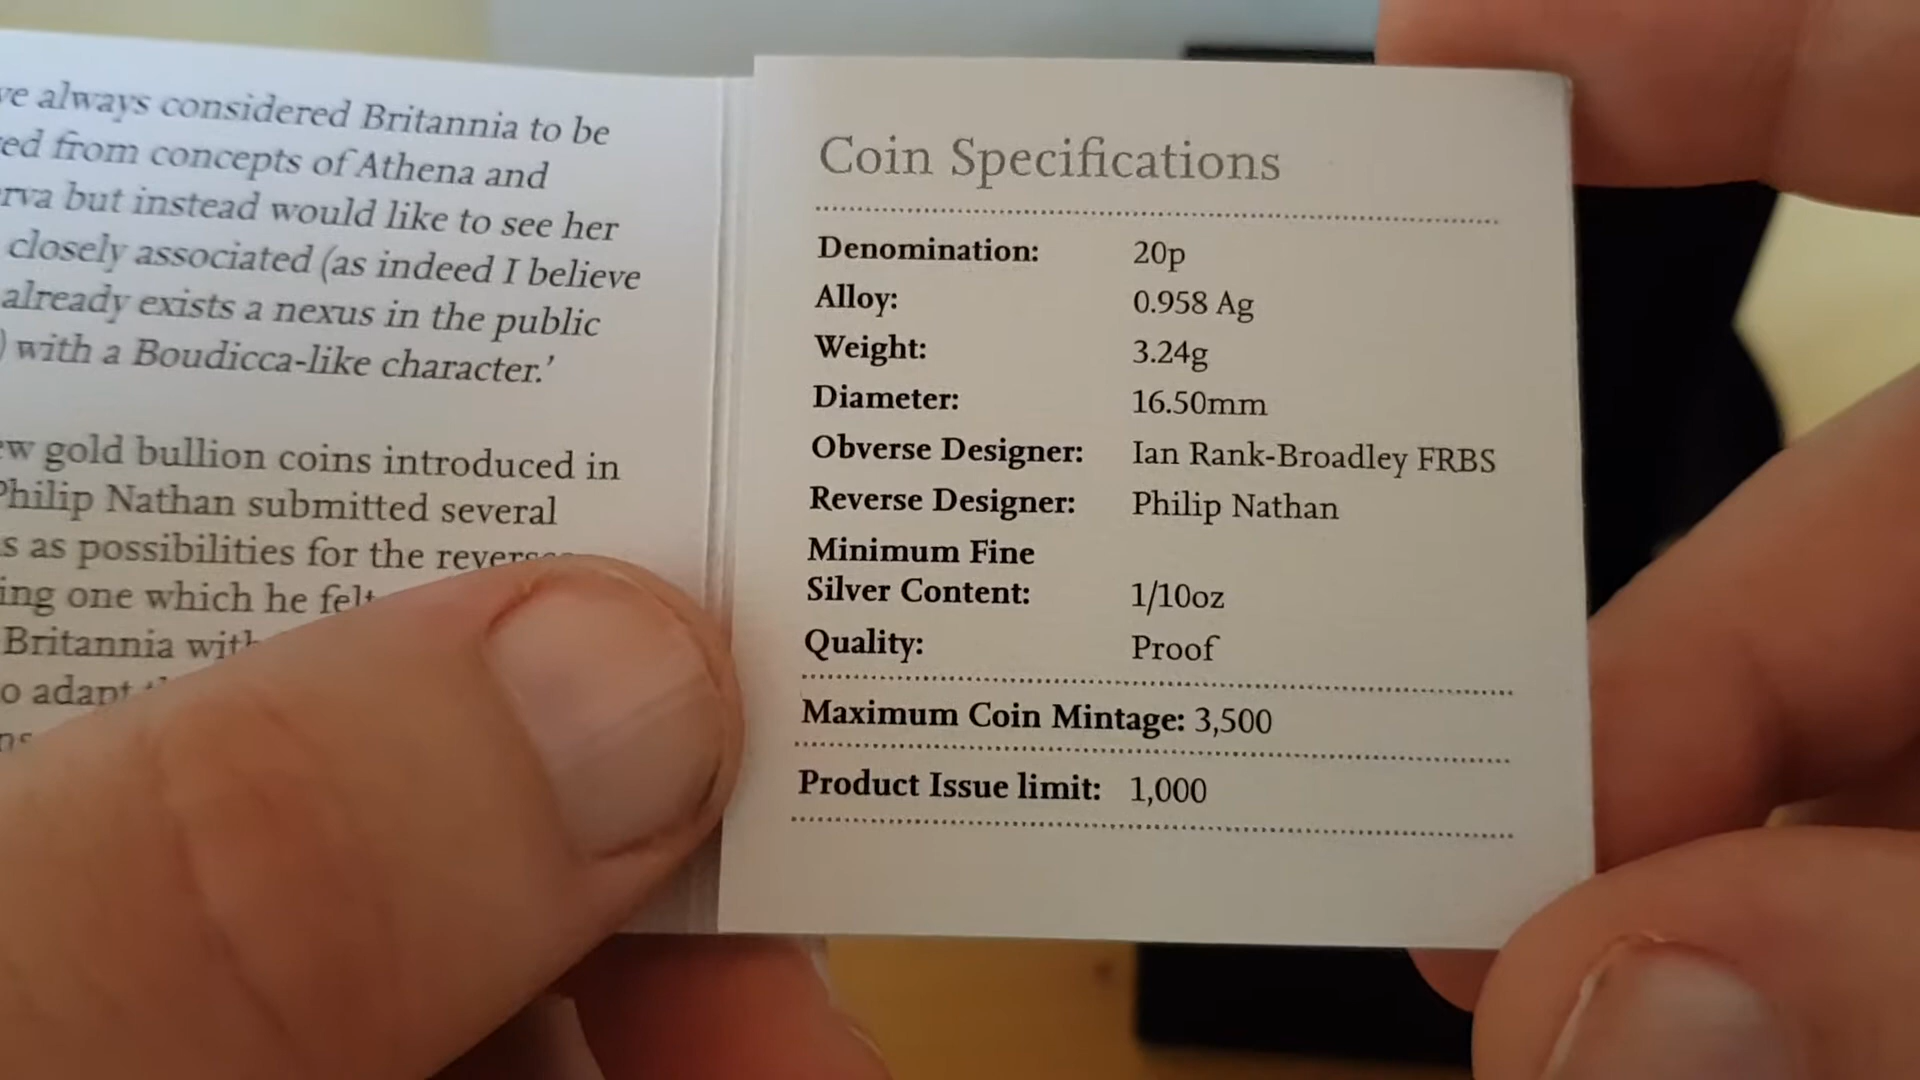 always considered Britannia to be
from concepts of Athena and
but instead would like to see her
closely associated (as indeed I believe
already exists a nexus in the public
) with a Boudicca-like character.'
gold bullion coins introduced in
Philip Nathan submitted several
as possibilities for the
one which he felt
Britannia
adapt
Coin Specifications
Denomination: 20p
Alloy: 0.958 Ag
Weight: 3.24g
Diameter: 16.50mm
Obverse Designer: Ian Rank-Broadley FRBS
Reverse Designer: Philip Nathan
Minimum Fine
Silver Content: 1/10oz
Quality: Proof
Maximum Coin Mintage: 3,500
Product Issue limit: 1,000